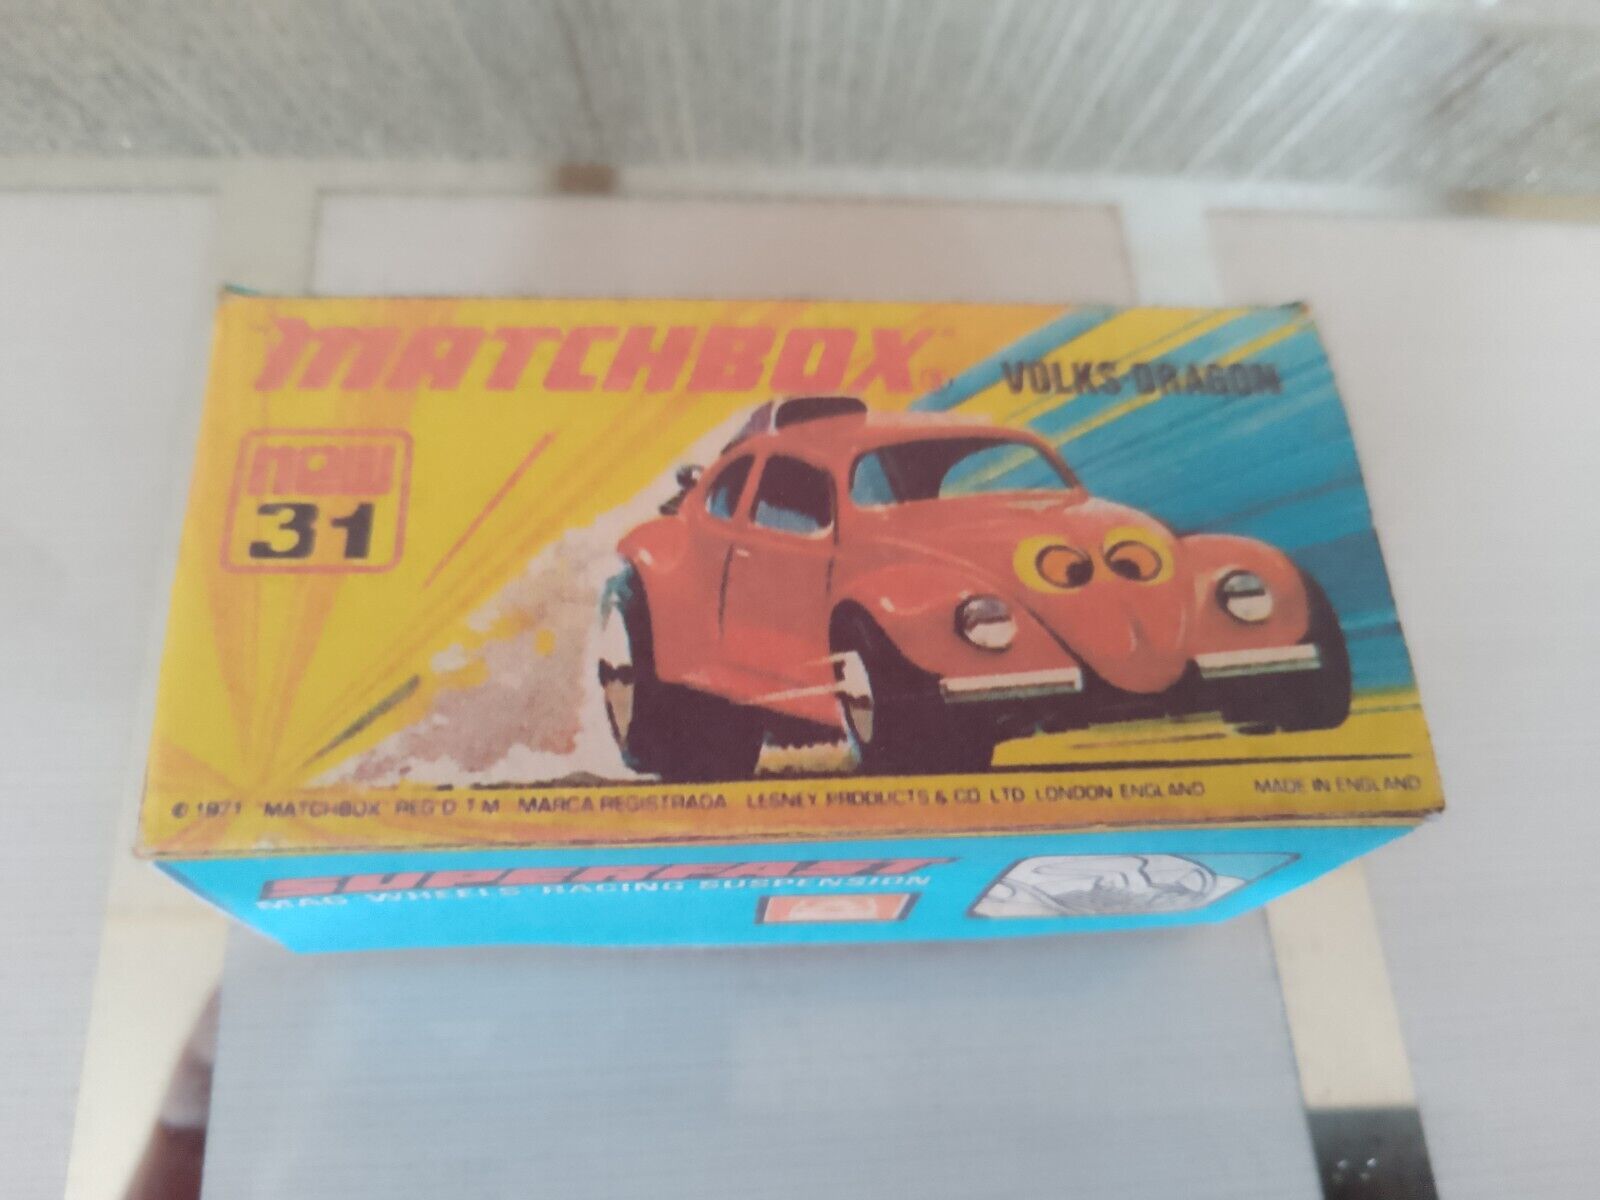 MATCHBOX ®
VOLKS-DRAGON
new
31
© 1971 "MATCHBOX" REG'D T M MARCA REGISTRADA LESNEY PRODUCTS & CO LTD LONDON ENGLAND MADE IN ENGLAND
SUPERFAST
MAG WHEELS RACING SUSPENSION